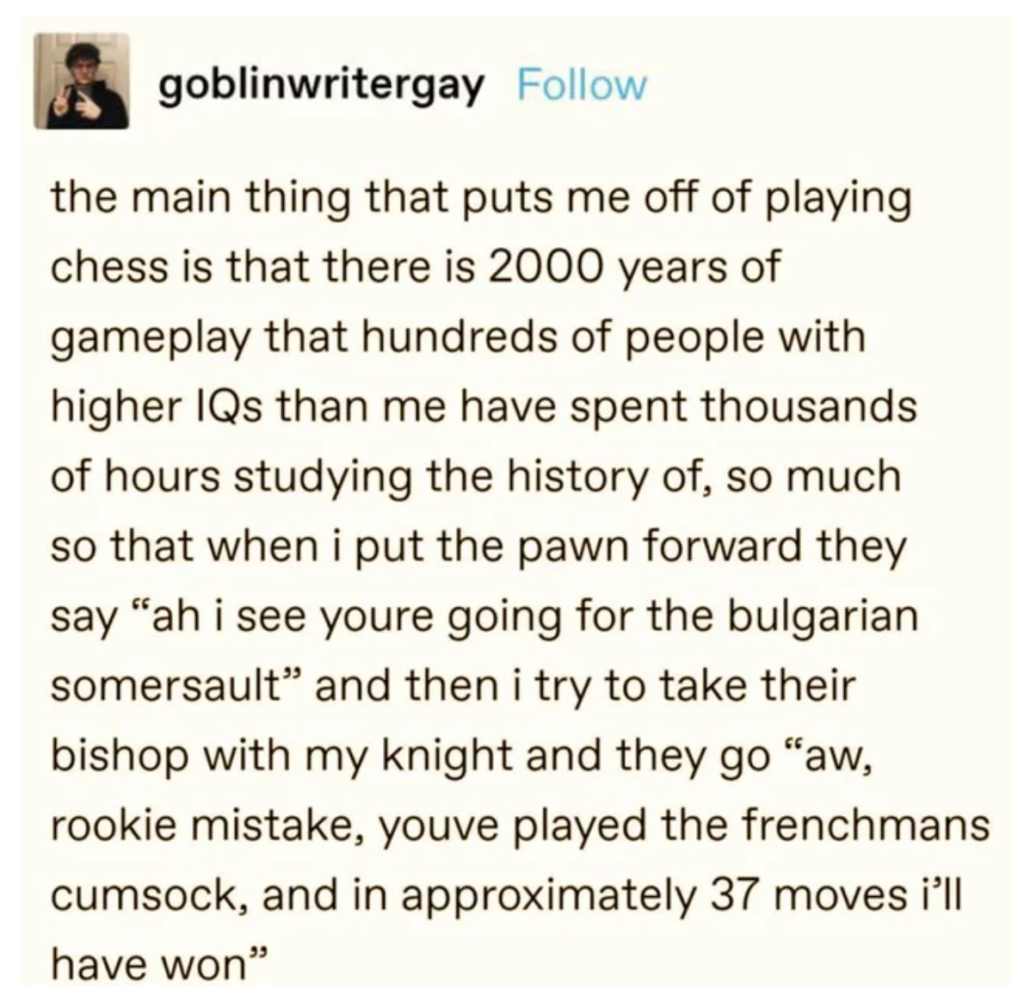 goblinwritergay Follow
the main thing that puts me off of playing
chess is that there is 2000 years of
gameplay that hundreds of people with
higher IQs than me have spent thousands
of hours studying the history of, so much
so that when i put the pawn forward they
say “ah i see youre going for the bulgarian
somersault” and then i try to take their
bishop with my knight and they go “aw,
rookie mistake, youve played the frenchmans
cumsock, and in approximately 37 moves i’ll
have won”